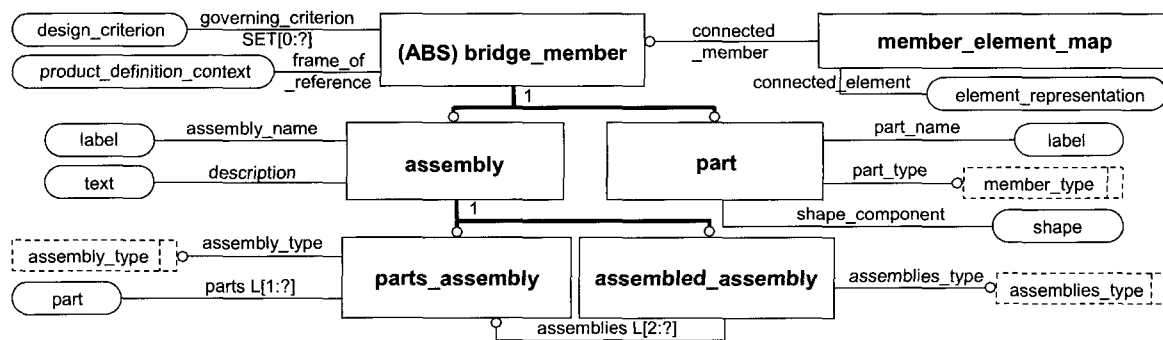 design_criterion
governing_criterion
SET[0:?]
product_definition_context
frame_of
_reference
(ABS) bridge_member
connected
_member
member_element_map
connected_element
element_representation
1
label
assembly_name
text
description
assembly
part
part_name
label
part_type
member_type
shape_component
shape
1
assembly_type
assembly_type
part
parts L[1:?]
parts_assembly
assembled_assembly
assemblies_type
assemblies_type
assemblies L[2:?]